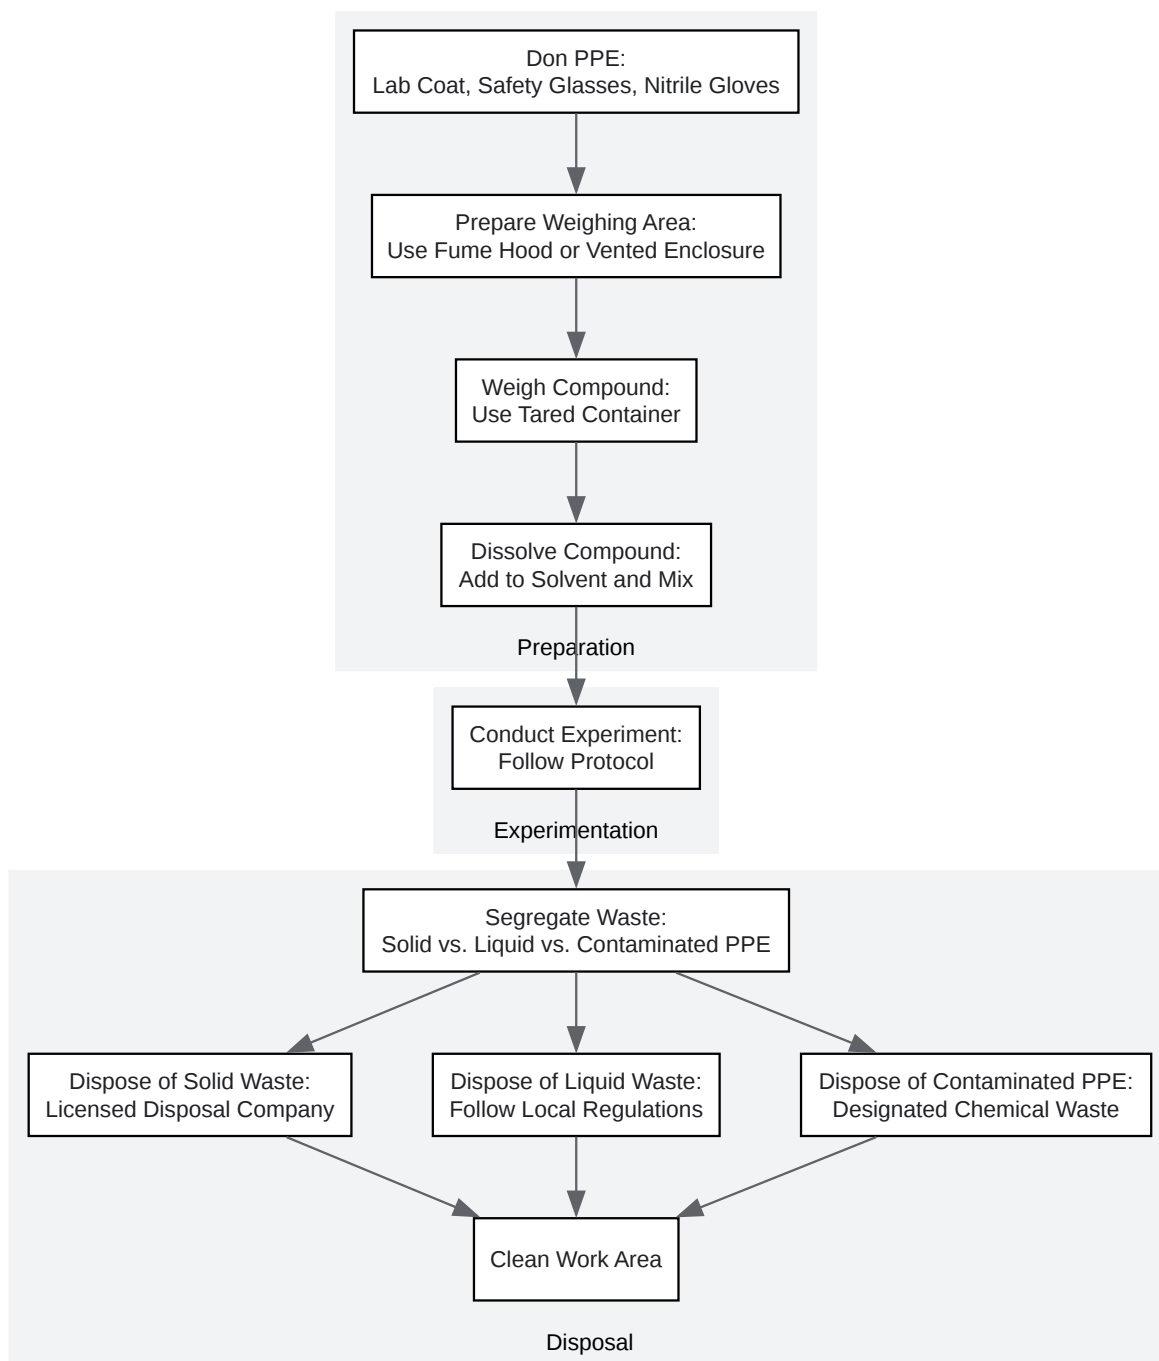 Don PPE:
Lab Coat, Safety Glasses, Nitrile Gloves
Prepare Weighing Area:
Use Fume Hood or Vented Enclosure
Weigh Compound:
Use Tared Container
Dissolve Compound:
Add to Solvent and Mix
Preparation
Conduct Experiment:
Follow Protocol
Experimentation
Segregate Waste:
Solid vs. Liquid vs. Contaminated PPE
Dispose of Solid Waste:
Licensed Disposal Company
Dispose of Liquid Waste:
Follow Local Regulations
Dispose of Contaminated PPE:
Designated Chemical Waste
Clean Work Area
Disposal